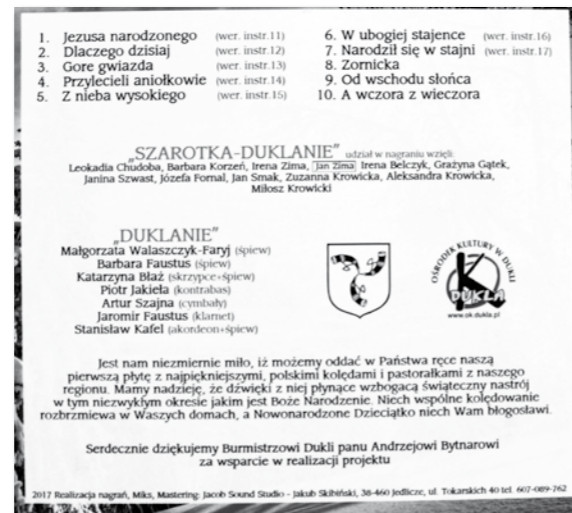 1. Jezusa narodzonego (wer. instr.11)
2. Dlaczego dzisiaj (wer. instr.12)
3. Gore gwiazda (wer. instr.13)
4. Przylecieli aniołkowie (wer. instr.14)
5. Z nieba wysokiego (wer. instr.15)
6. W ubogiej stajence (wer. instr.16)
7. Narodził się w stajni (wer. instr.17)
8. Zornicka
9. Od wschodu słońca
10. A wczora z wieczora
„SZAROTKA-DUKLANIE” udział w nagraniu wzięli:
Leokadia Chudoba, Barbara Korzeń, Irena Zima, Jan Zima, Irena Belczyk, Grażyna Gątek,
Janina Szwast, Józefa Fornal, Jan Smak, Zuzanna Krowicka, Aleksandra Krowicka,
Miłosz Krowicki
„DUKLANIE”
Małgorzata Walaszczyk-Faryj (śpiew)
Barbara Faustus (śpiew)
Katarzyna Błaż (skrzypce+śpiew)
Piotr Jakieła (kontrabas)
Artur Szajna (cymbały)
Jaromir Faustus (klarnet)
Stanisław Kafel (akordeon+śpiew)
OŚRODEK KULTURY W DUKLI
DUKLA
www.ok.dukla.pl
Jest nam niezmiernie miło, iż możemy oddać w Państwa ręce naszą
pierwszą płytę z najpiękniejszymi, polskimi kolędami i pastorałkami z naszego
regionu. Mamy nadzieję, że dźwięki z niej płynące wzbogacą świąteczny nastrój
w tym niezwykłym okresie jakim jest Boże Narodzenie. Niech wspólne kolędowanie
rozbrzmiewa w Waszych domach, a Nowonarodzone Dzieciątko niech Wam błogosławi.
Serdecznie dziękujemy Burmistrzowi Dukli panu Andrzejowi Bytnarowi
za wsparcie w realizacji projektu
2017 Realizacja nagrań, Miks, Mastering: Jacob Sound Studio - Jakub Skibiński, 38-460 Jedlicze, ul. Tokarskich 40 tel. 607-089-762